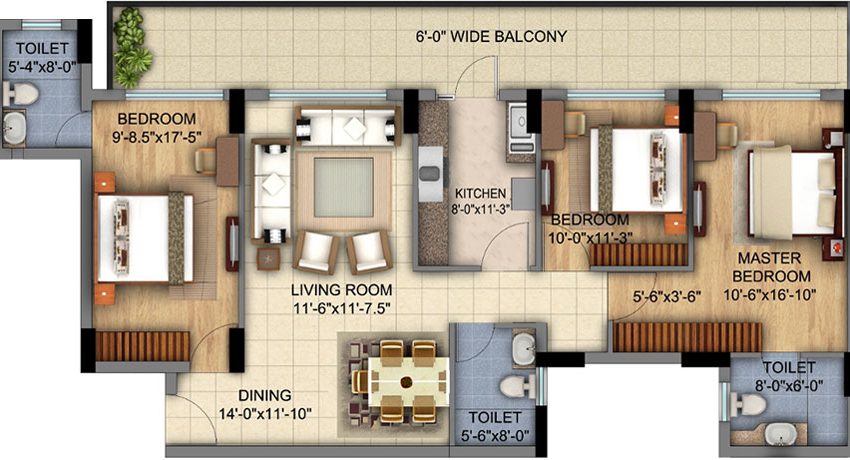 6'-0" WIDE BALCONY
TOILET
5'-4"x8'-0"
BEDROOM
9'-8.5"x17'-5"
KITCHEN
8'-0"x11'-3"
BEDROOM
10'-0"x11'-3"
MASTER
BEDROOM
10'-6"x16'-10"
LIVING ROOM
11'-6"x11'-7.5"
5'-6"x3'-6"
DINING
14'-0"x11'-10"
TOILET
5'-6"x8'-0"
TOILET
8'-0"x6'-0"